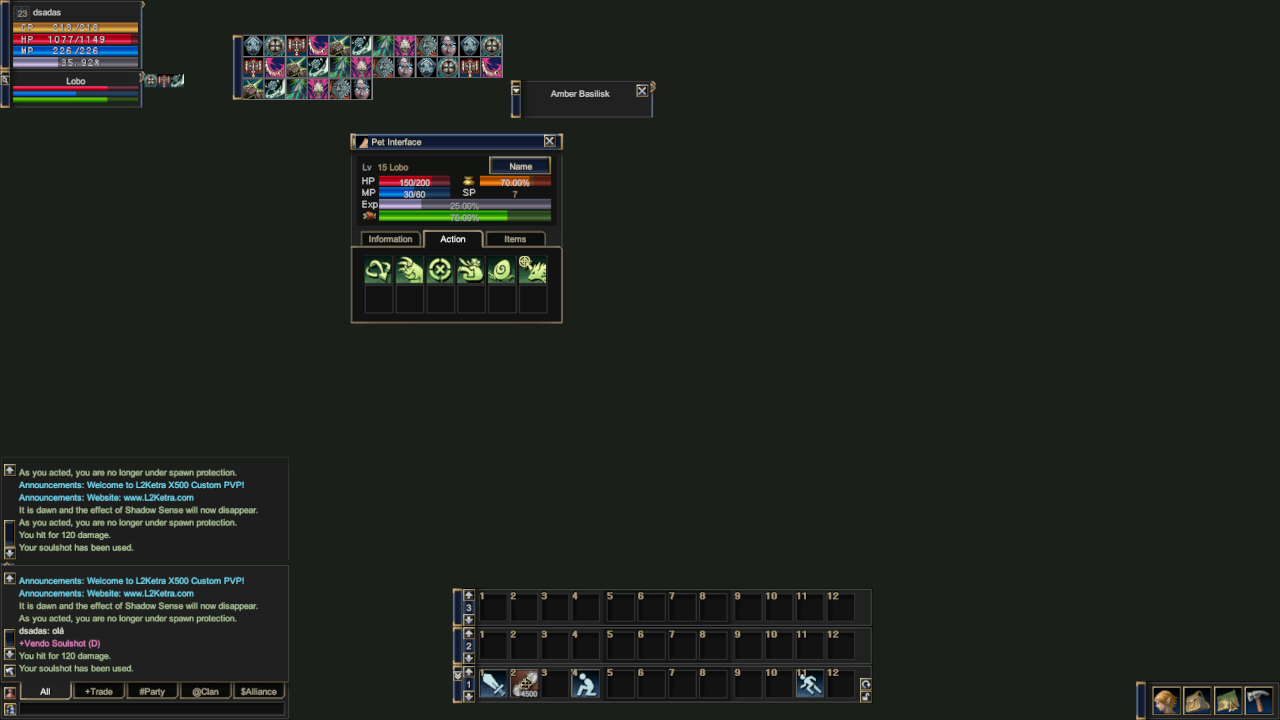 23 dsadas
CP 213/218
HP 1077/1149
MP 226/226
35.92%
Lobo
Amber Basilisk
Pet Interface
Lv 15 Lobo
Name
HP 150/200
70.00%
MP 30/60
SP 7
Exp 25.00%
75.00%
Information
Action
Items
As you acted, you are no longer under spawn protection.
Announcements: Welcome to L2Ketra X500 Custom PVP!
Announcements: Website: www.L2Ketra.com
It is dawn and the effect of Shadow Sense will now disappear.
As you acted, you are no longer under spawn protection.
You hit for 120 damage.
Your soulshot has been used.
Announcements: Welcome to L2Ketra X500 Custom PVP!
Announcements: Website: www.L2Ketra.com
It is dawn and the effect of Shadow Sense will now disappear.
As you acted, you are no longer under spawn protection.
dsadas: olá
+Vendo Soulshot (D)
You hit for 120 damage.
Your soulshot has been used.
All
+Trade
#Party
@Clan
$Alliance
3 1 2 3 4 5 6 7 8 9 10 11 12
2 1 2 3 4 5 6 7 8 9 10 11 12
1 1 2 3 4 5 6 7 8 9 10 11 12
4500